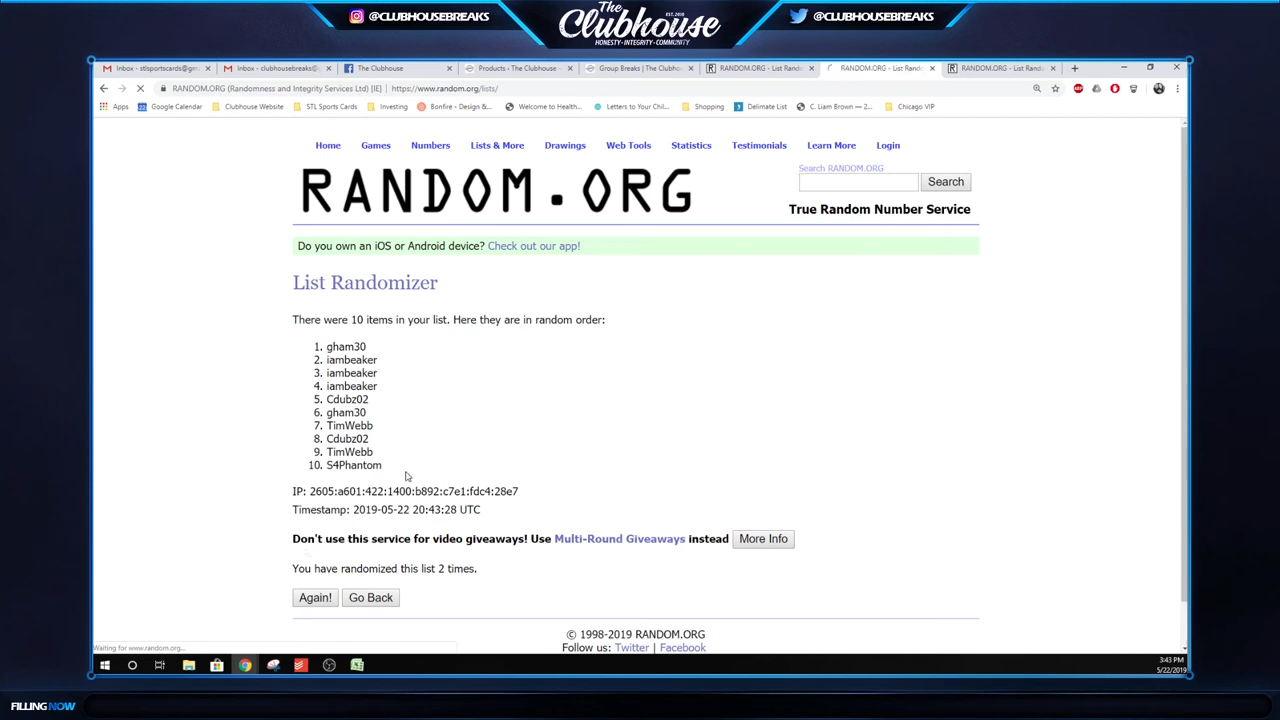 @CLUBHOUSEBREAKS
The
Clubhouse
EST. 2010
HONESTY-INTEGRITY-COMMUNITY
@CLUBHOUSEBREAKS
Inbox - stlsportscards@gm
Inbox - clubhousebreaks@
The Clubhouse
Products ‹ The Clubhouse
Group Breaks | The Clubho
RANDOM.ORG - List Rando
RANDOM.ORG - List Rand
RANDOM.ORG - List Rand
RANDOM.ORG (Randomness and Integrity Services Ltd) [IE] | https://www.random.org/lists/
Apps Google Calendar Clubhouse Website STL Sports Cards Investing Bonfire - Design &... Welcome to Health... Letters to Your Chil... Shopping Delimate List C. Liam Brown — 2... Chicago VIP
Home Games Numbers Lists & More Drawings Web Tools Statistics Testimonials Learn More Login
Search RANDOM.ORG
RANDOM.ORG
Search
True Random Number Service
Do you own an iOS or Android device? Check out our app!
List Randomizer
There were 10 items in your list. Here they are in random order:
1. gham30
2. iambeaker
3. iambeaker
4. iambeaker
5. Cdubz02
6. gham30
7. TimWebb
8. Cdubz02
9. TimWebb
10. S4Phantom
IP: 2605:a601:422:1400:b892:c7e1:fdc4:28e7
Timestamp: 2019-05-22 20:43:28 UTC
Don't use this service for video giveaways! Use Multi-Round Giveaways instead More Info
You have randomized this list 2 times.
Again! Go Back
© 1998-2019 RANDOM.ORG
Follow us: Twitter | Facebook
Waiting for www.random.org...
3:43 PM
5/22/2019
FILLING NOW